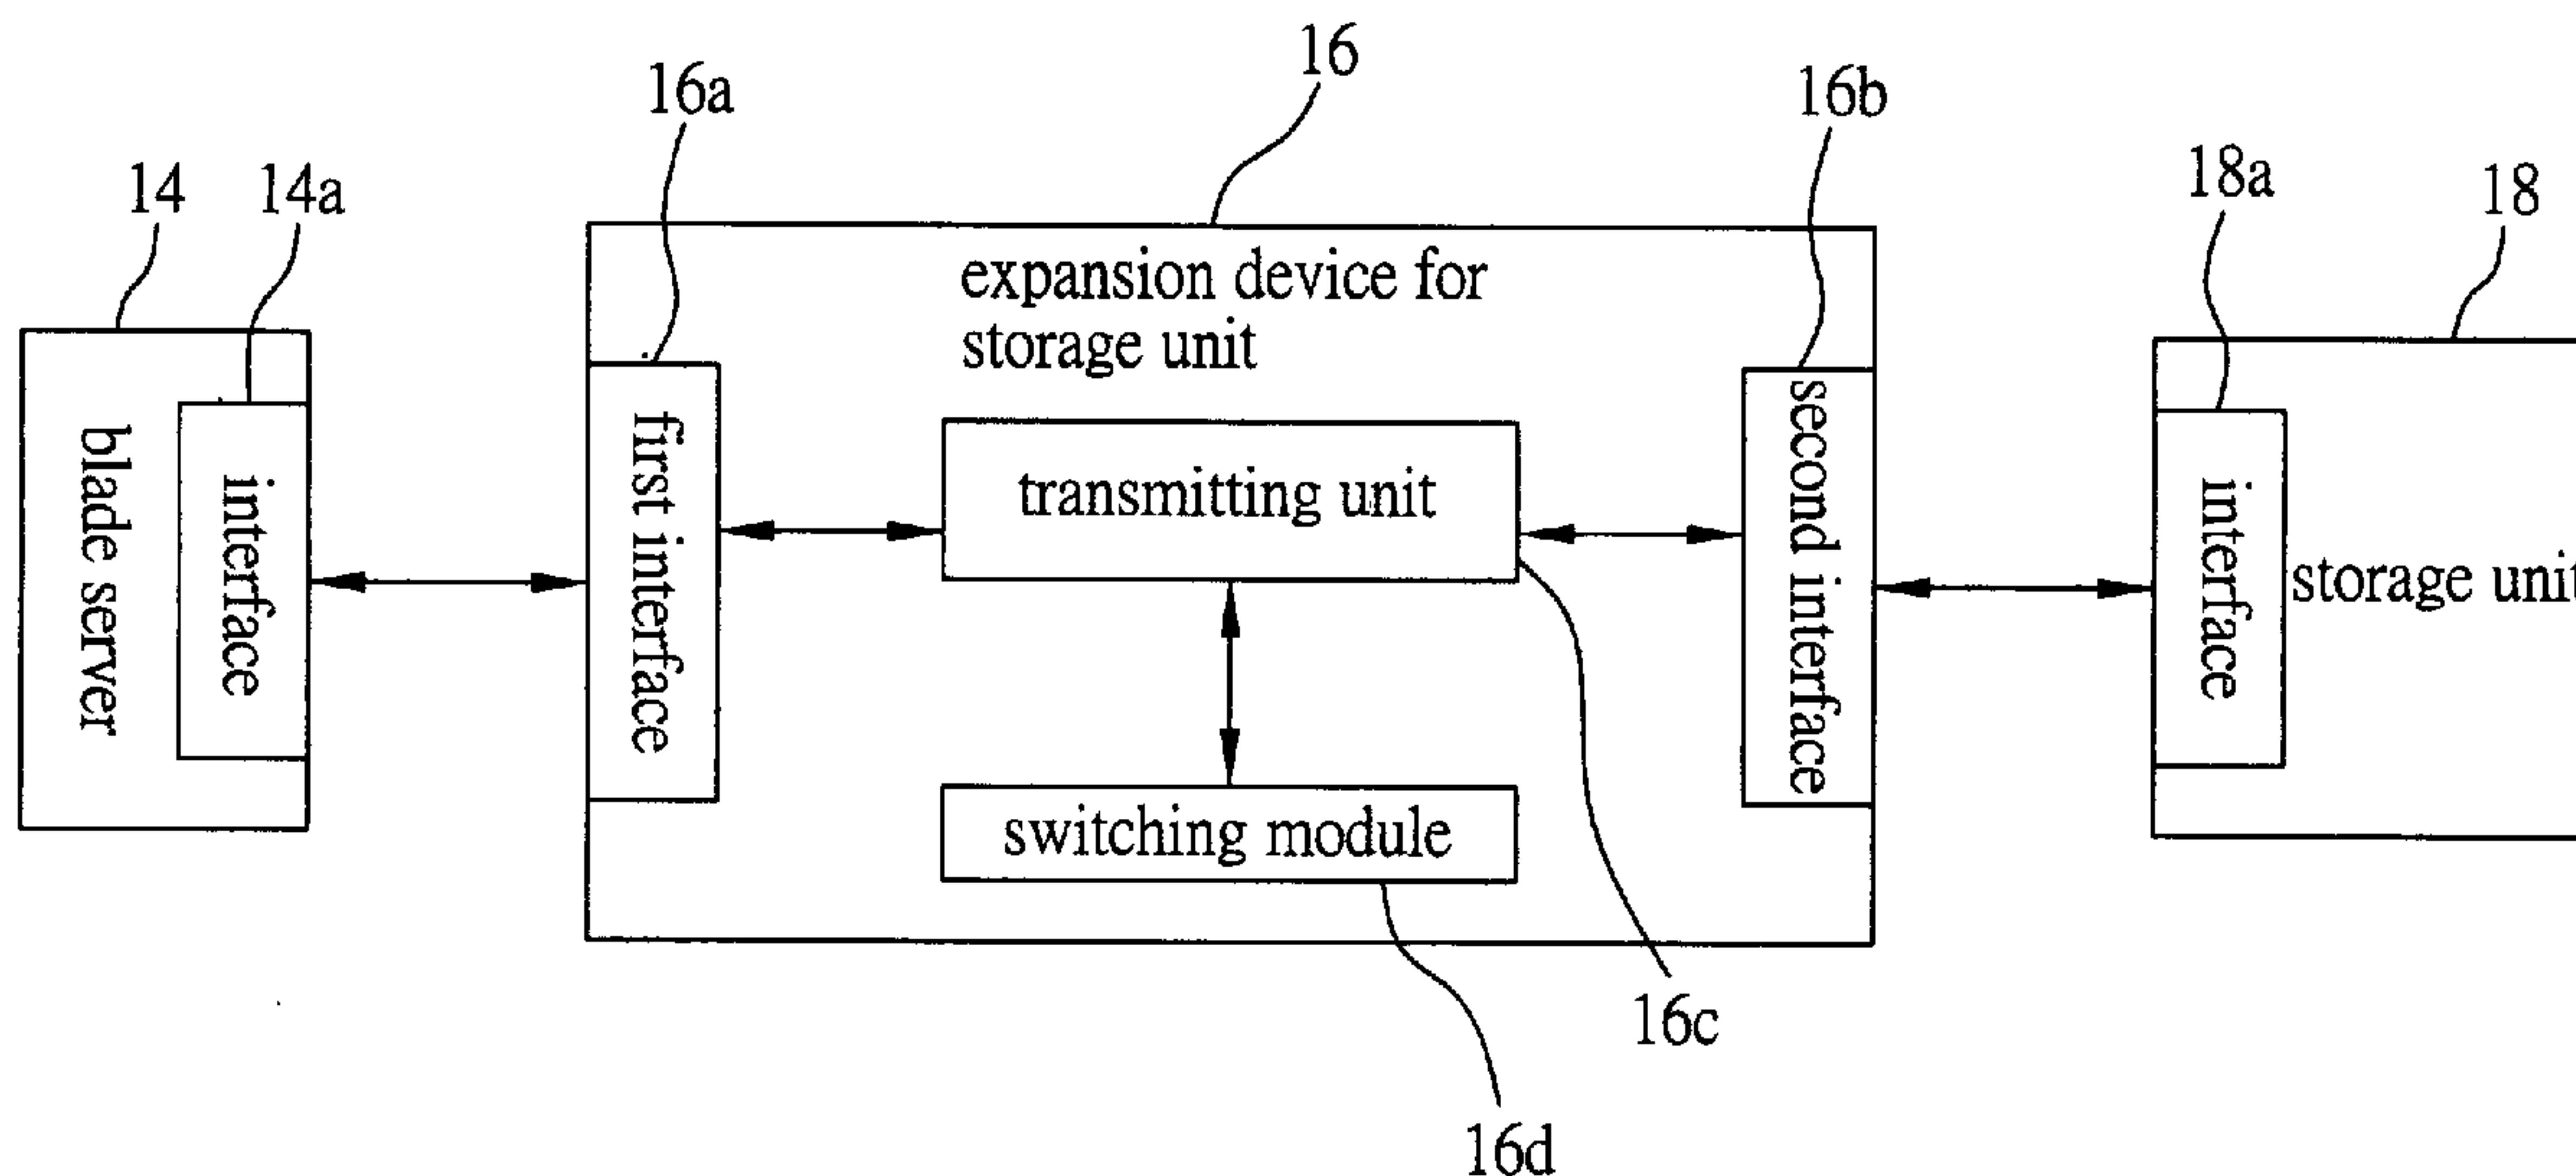 16
16a
16b
14
14a
18a
18
expansion device for
storage unit
blade server
interface
first interface
transmitting unit
second interface
interface
storage unit
switching module
16c
16d